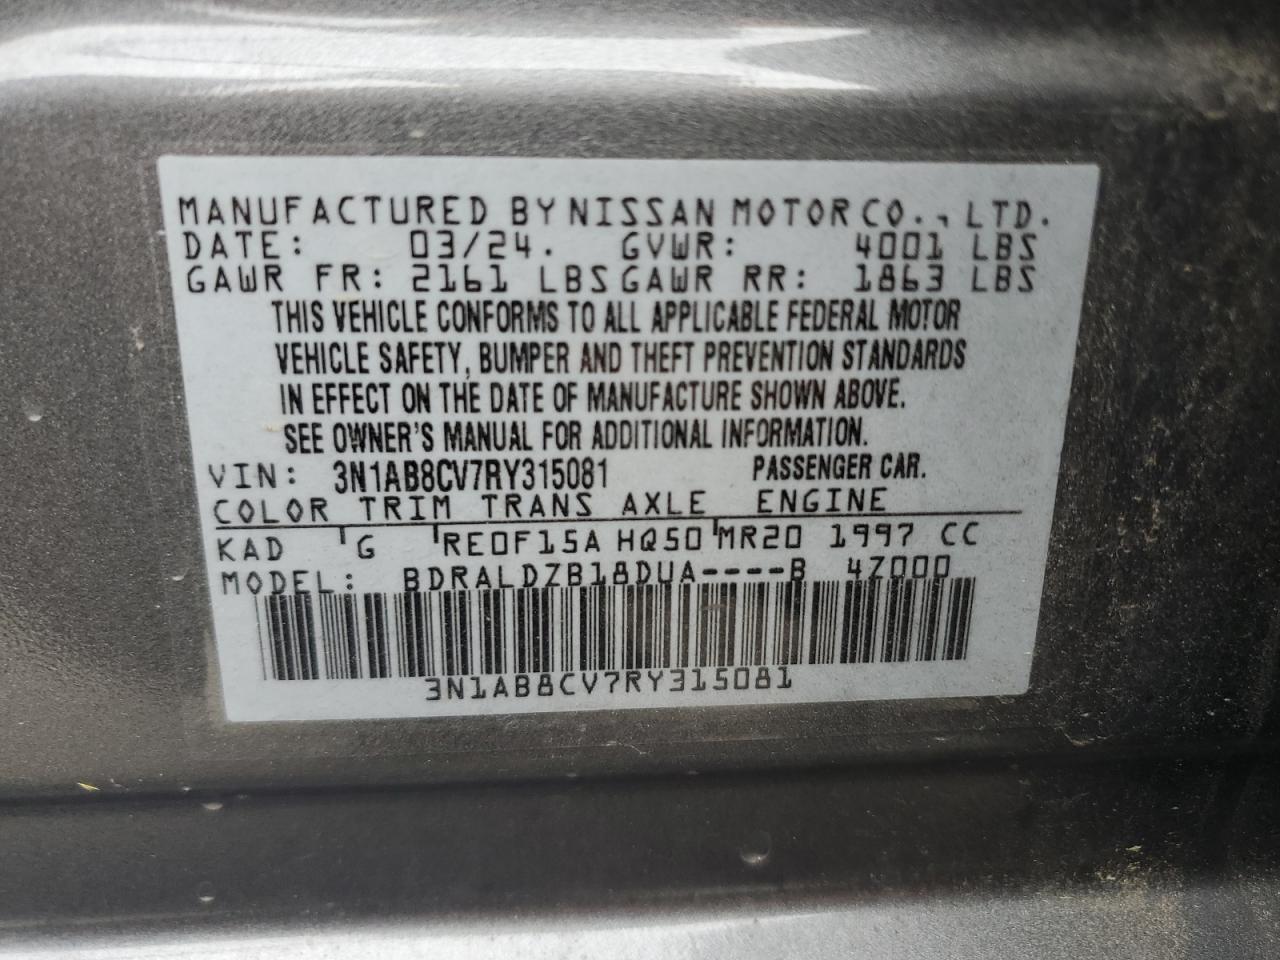 MANUFACTURED BY NISSAN MOTOR CO., LTD.
DATE: 03/24. GVWR: 4001 LBS
GAWR FR: 2161 LBS GAWR RR: 1863 LBS
THIS VEHICLE CONFORMS TO ALL APPLICABLE FEDERAL MOTOR
VEHICLE SAFETY, BUMPER AND THEFT PREVENTION STANDARDS
IN EFFECT ON THE DATE OF MANUFACTURE SHOWN ABOVE.
SEE OWNER'S MANUAL FOR ADDITIONAL INFORMATION.
VIN: 3N1AB8CV7RY315081 PASSENGER CAR.
COLOR TRIM TRANS AXLE ENGINE
KAD G RE0F15A HQ50 MR20 1997 CC
MODEL: BDRALDZB18DUA----B 4Z000
3N1AB8CV7RY315081